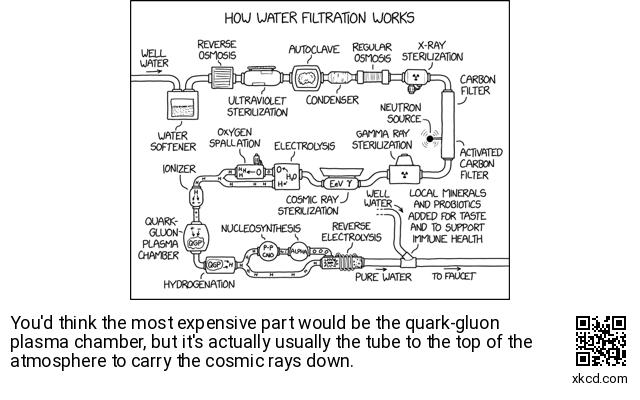 HOW WATER FILTRATION WORKS
WELL
WATER
REVERSE
OSMOSIS
AUTOCLAVE
REGULAR
OSMOSIS
X-RAY
STERILIZATION
ULTRAVIOLET
STERILIZATION
CONDENSER
CARBON
FILTER
WATER
SOFTENER
NEUTRON
SOURCE
ACTIVATED
CARBON
FILTER
OXYGEN
SPALLATION
ELECTROLYSIS
GAMMA RAY
STERILIZATION
IONIZER
H
H
O
O
H
H₂O
EeV γ
COSMIC RAY
STERILIZATION
WELL
WATER
LOCAL MINERALS
AND PROBIOTICS
ADDED FOR TASTE
AND TO SUPPORT
IMMUNE HEALTH
H
QUARK-
GLUON
PLASMA
CHAMBER
QGP
NUCLEOSYNTHESIS
P-P
CNO
ALPHA
REVERSE
ELECTROLYSIS
QGP
H
HYDROGENATION
PURE WATER
TO FAUCET
You'd think the most expensive part would be the quark-gluon
plasma chamber, but it's actually usually the tube to the top of the
atmosphere to carry the cosmic rays down.
xkcd.com